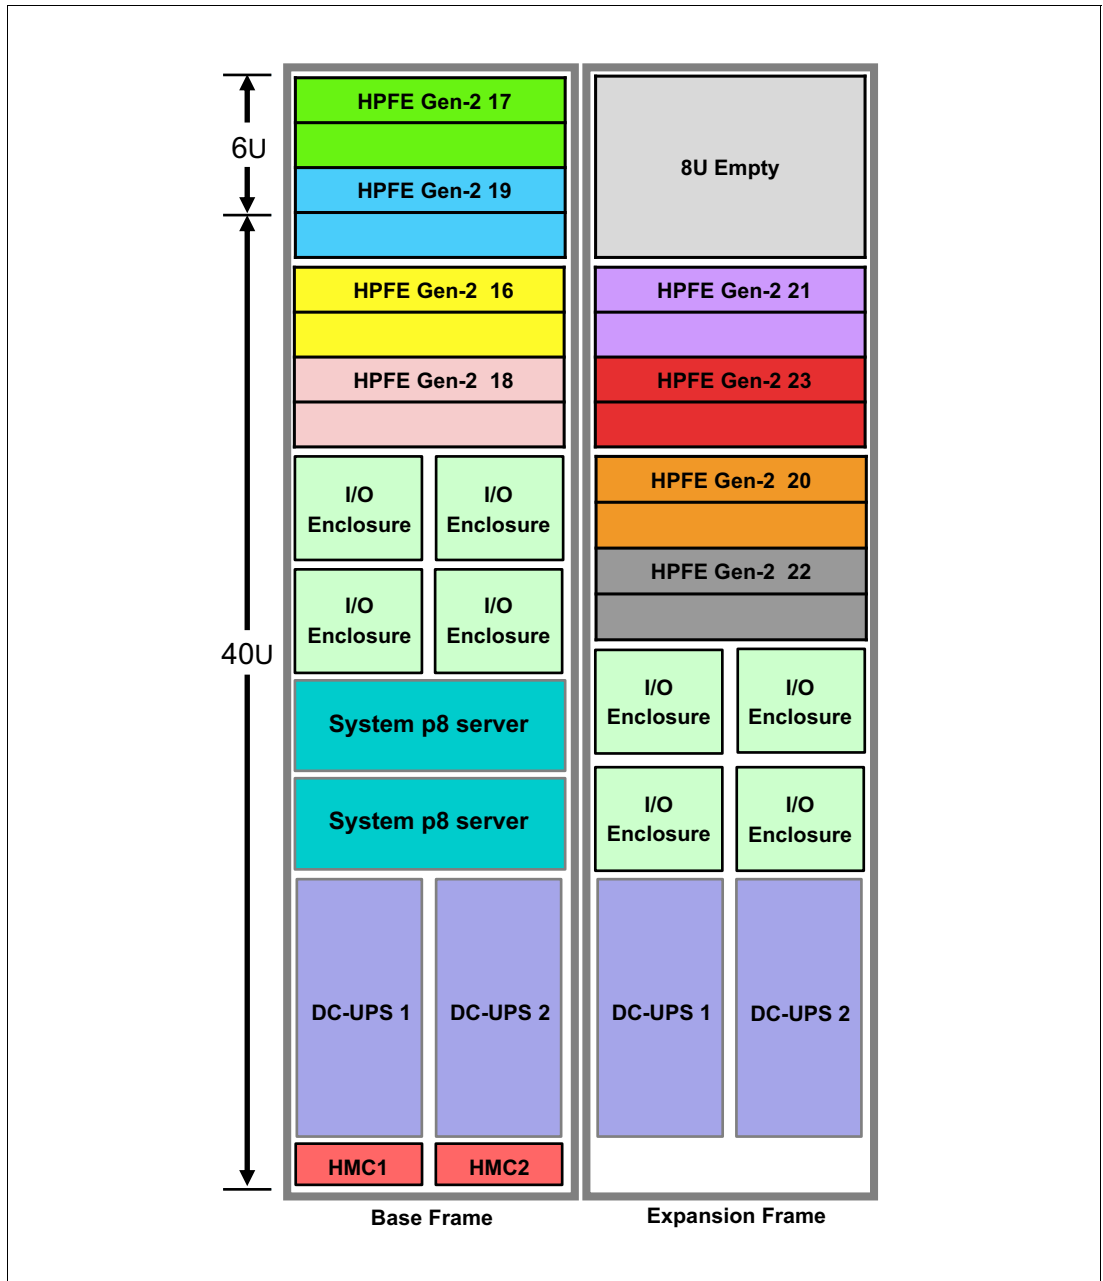 6U
40U
HPFE Gen-2 17
HPFE Gen-2 19
HPFE Gen-2  16
HPFE Gen-2  18
I/O
Enclosure
I/O
Enclosure
I/O
Enclosure
I/O
Enclosure
System p8 server
System p8 server
DC-UPS 1
DC-UPS 2
HMC1
HMC2
Base Frame
8U Empty
HPFE Gen-2 21
HPFE Gen-2 23
HPFE Gen-2  20
HPFE Gen-2  22
I/O
Enclosure
I/O
Enclosure
I/O
Enclosure
I/O
Enclosure
DC-UPS 1
DC-UPS 2
Expansion Frame